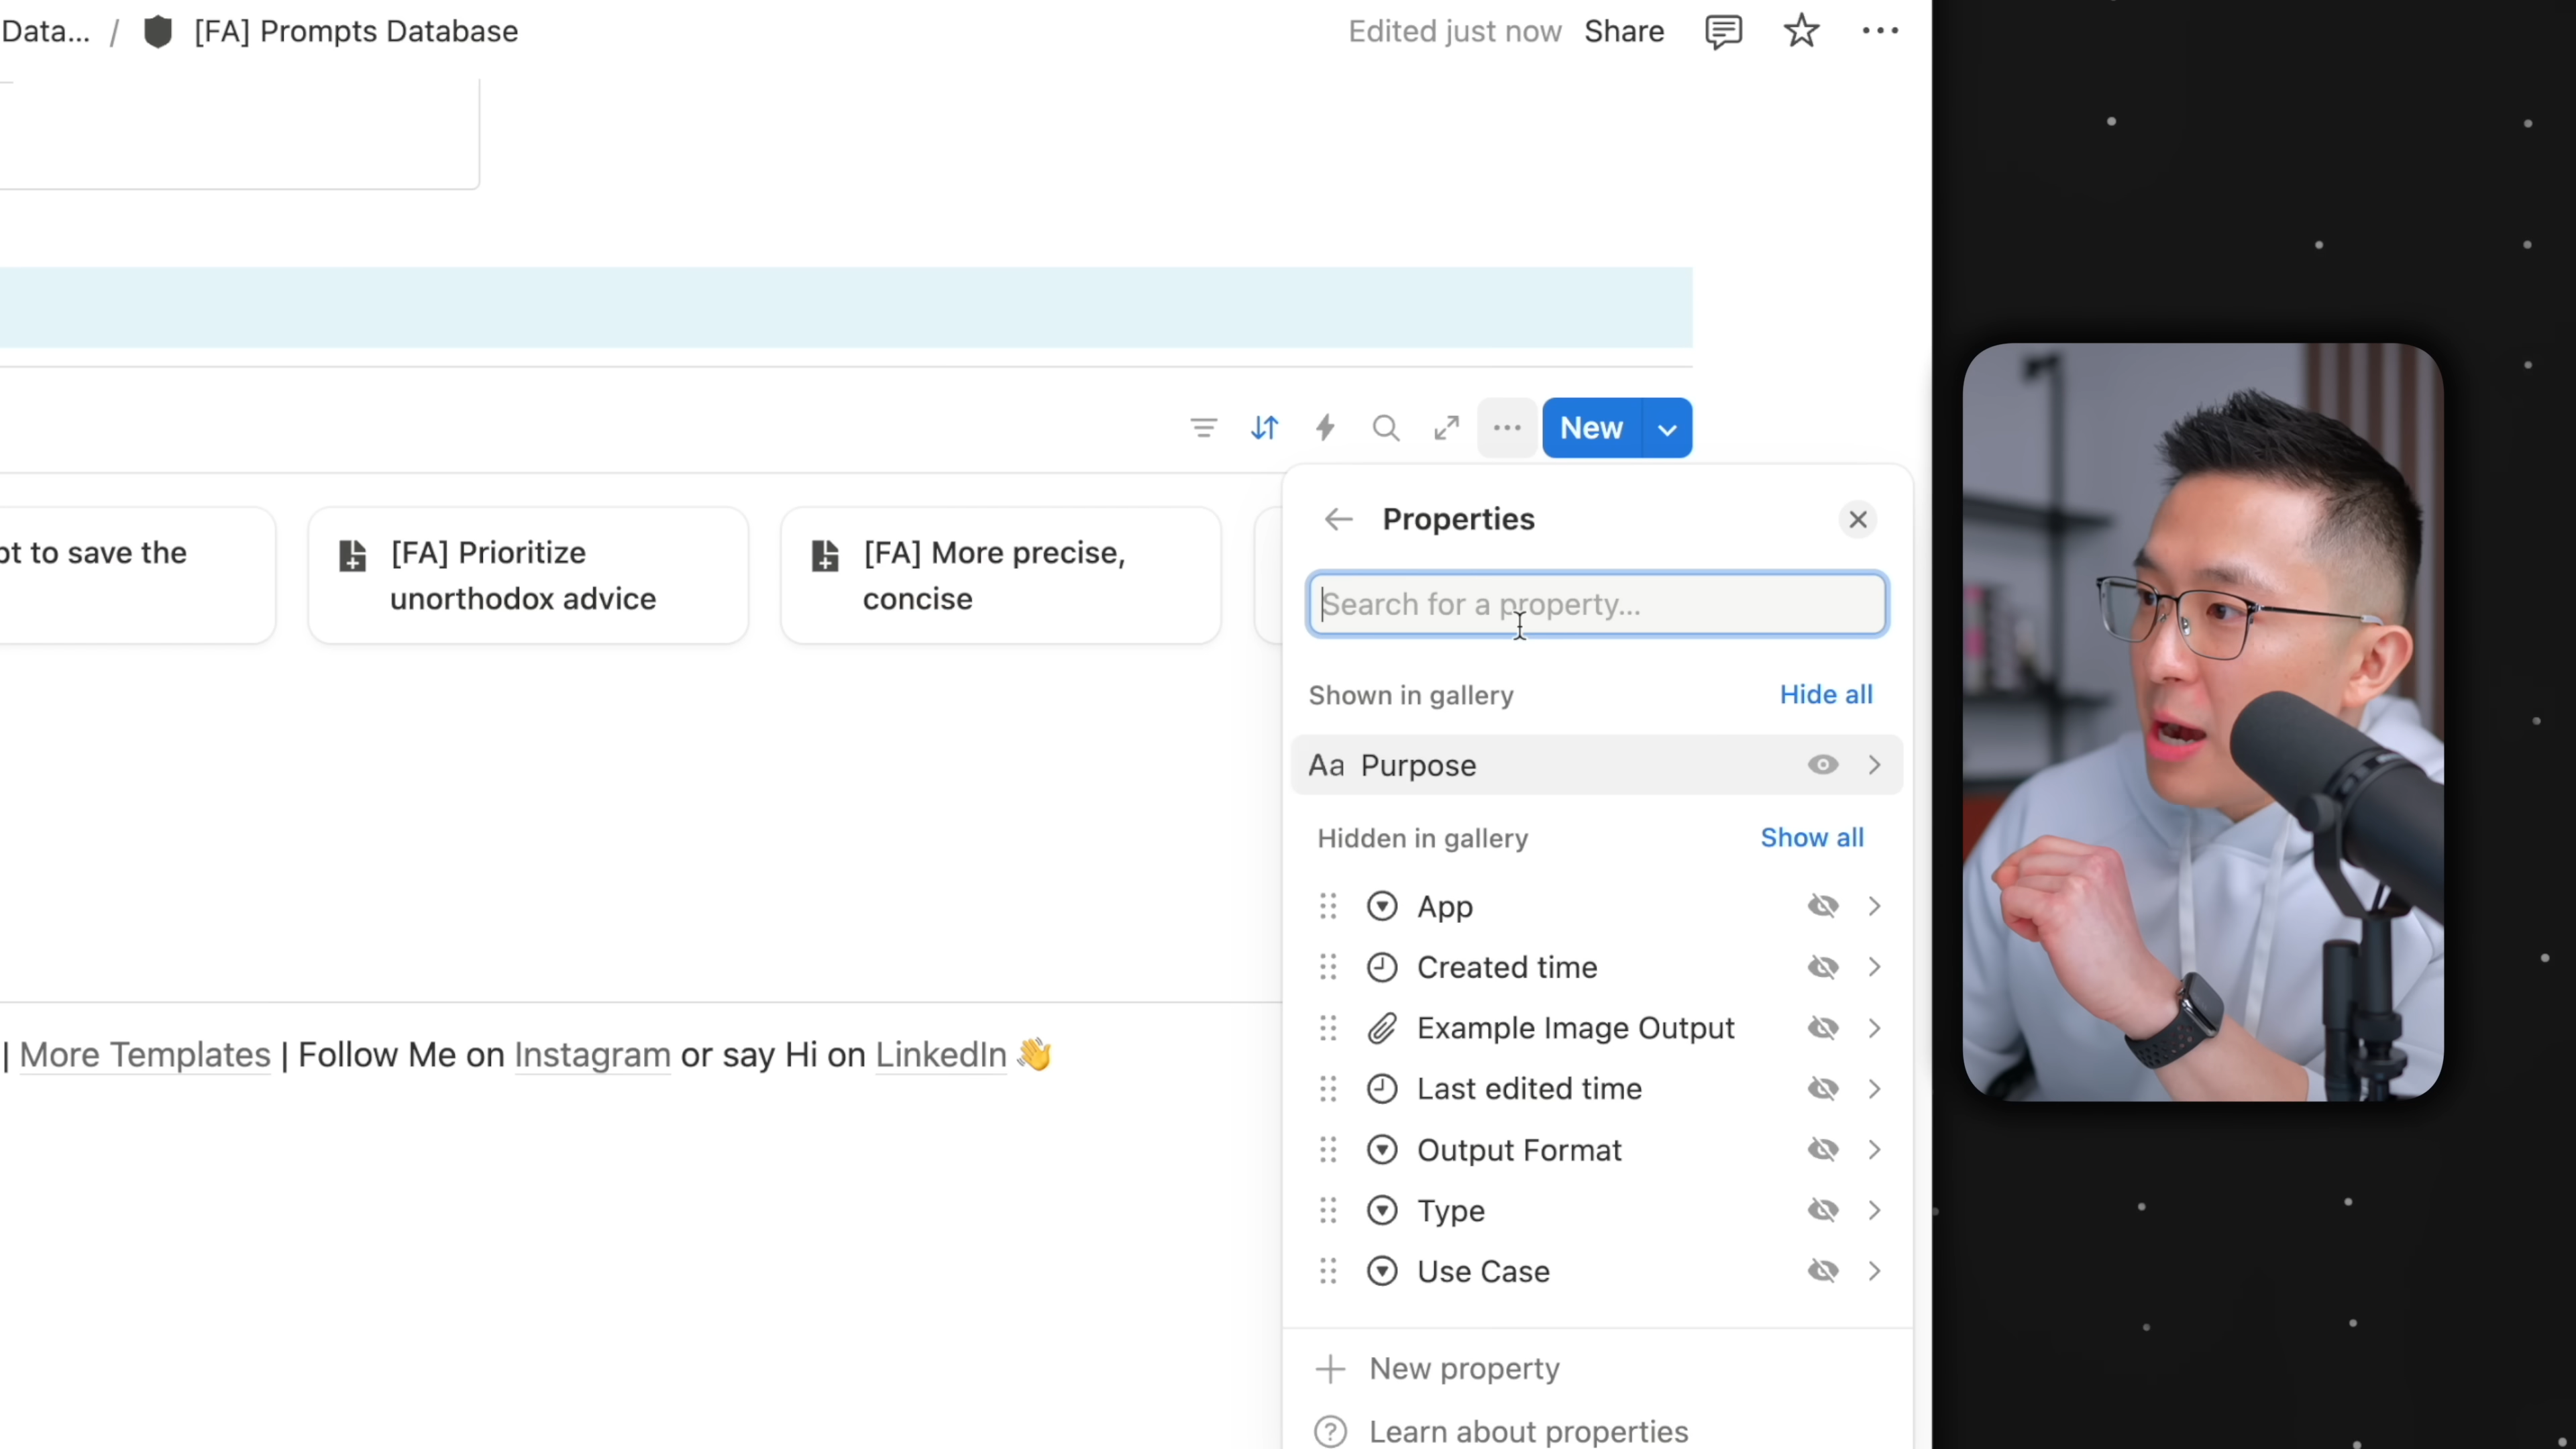 Data... / [FA] Prompts Database
Edited just now Share
New
pt to save the
[FA] Prioritize
unorthodox advice
[FA] More precise,
concise
Properties
Search for a property...
Shown in gallery Hide all
Aa Purpose
Hidden in gallery Show all
App
Created time
Example Image Output
Last edited time
Output Format
Type
Use Case
New property
Learn about properties
| More Templates | Follow Me on Instagram or say Hi on LinkedIn 👋